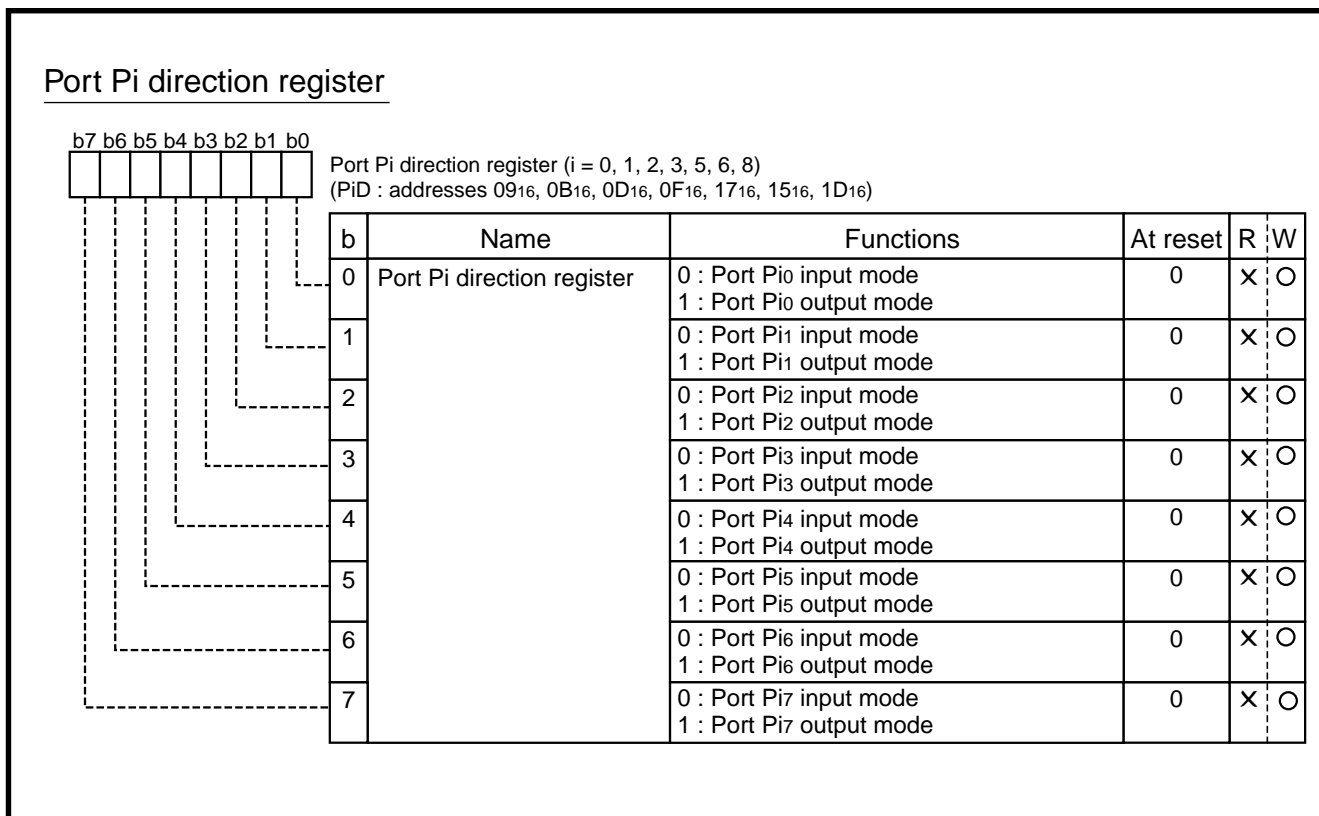 Port Pi direction register
b7 b6 b5 b4 b3 b2 b1 b0
Port Pi direction register (i = 0, 1, 2, 3, 5, 6, 8)
(PiD : addresses 0916, 0B16, 0D16, 0F16, 1716, 1516, 1D16)
b Name Functions At reset R W
0 Port Pi direction register 0 : Port Pi0 input mode 0 X O
1 : Port Pi0 output mode
1 0 : Port Pi1 input mode 0 X O
1 : Port Pi1 output mode
2 0 : Port Pi2 input mode 0 X O
1 : Port Pi2 output mode
3 0 : Port Pi3 input mode 0 X O
1 : Port Pi3 output mode
4 0 : Port Pi4 input mode 0 X O
1 : Port Pi4 output mode
5 0 : Port Pi5 input mode 0 X O
1 : Port Pi5 output mode
6 0 : Port Pi6 input mode 0 X O
1 : Port Pi6 output mode
7 0 : Port Pi7 input mode 0 X O
1 : Port Pi7 output mode